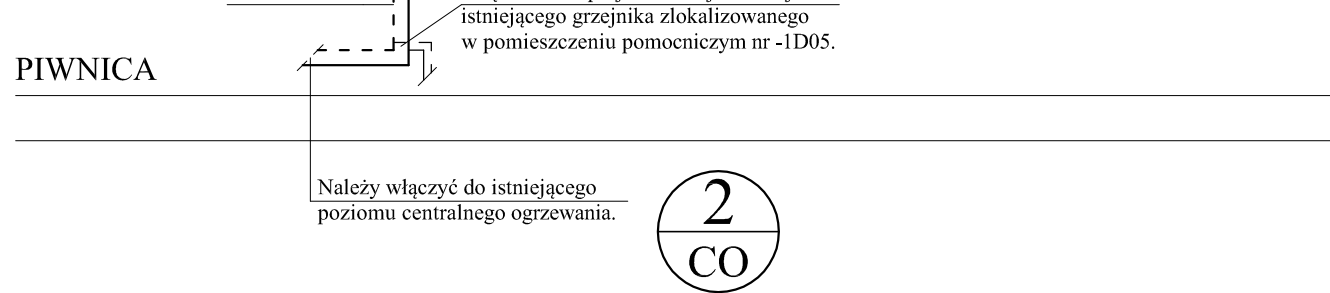 istniejącego grzejnika zlokalizowanego
w pomieszczeniu pomocniczym nr -1D05.
PIWNICA
Należy włączyć do istniejącego
poziomu centralnego ogrzewania.
2
CO